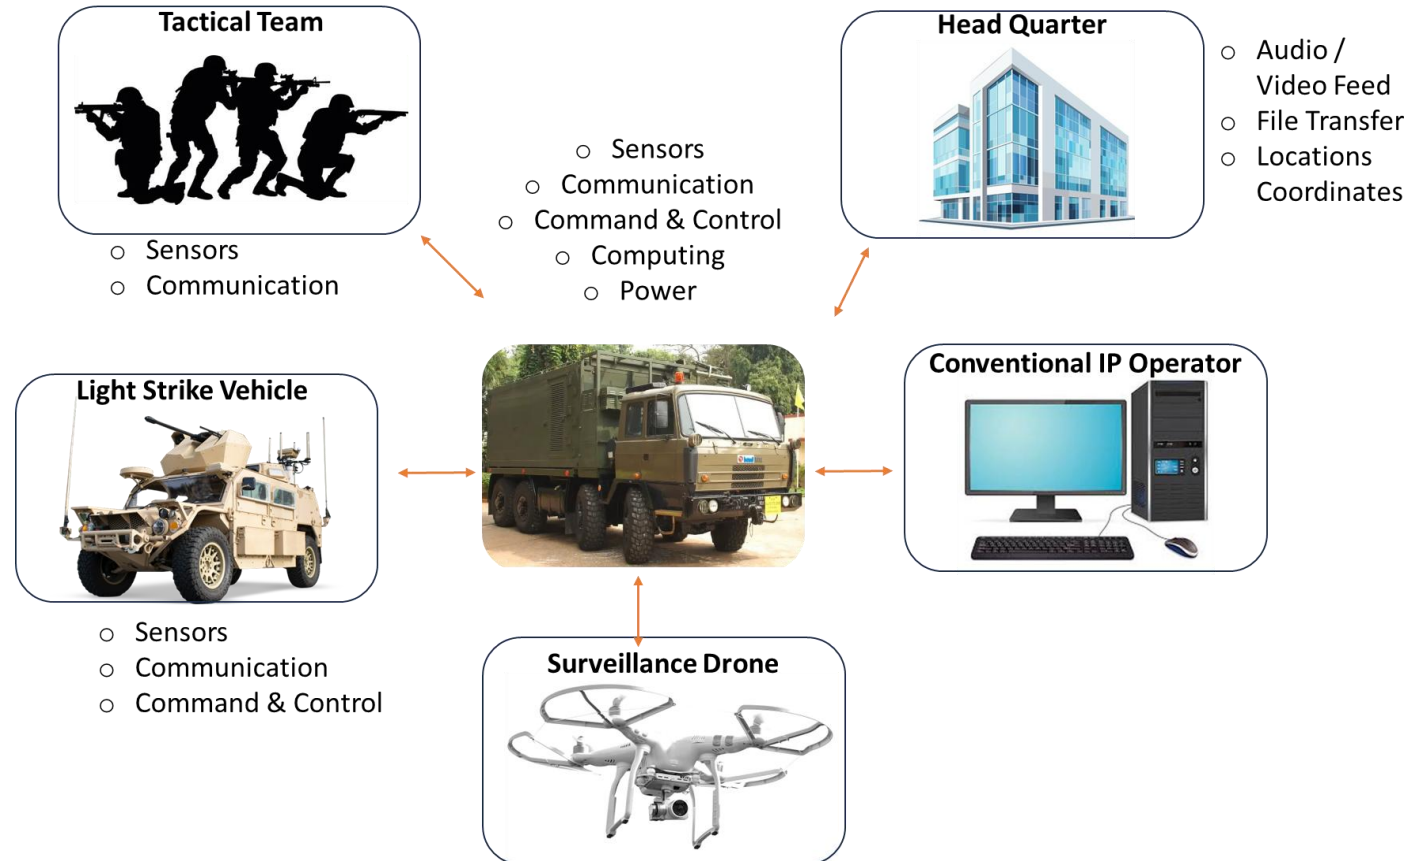 Tactical Team
○ Sensors
○ Communication
○ Sensors
○ Communication
○ Command & Control
○ Computing
○ Power
Head Quarter
○ Audio /
Video Feed
○ File Transfer
○ Locations
Coordinates
Light Strike Vehicle
○ Sensors
○ Communication
○ Command & Control
Conventional IP Operator
Surveillance Drone